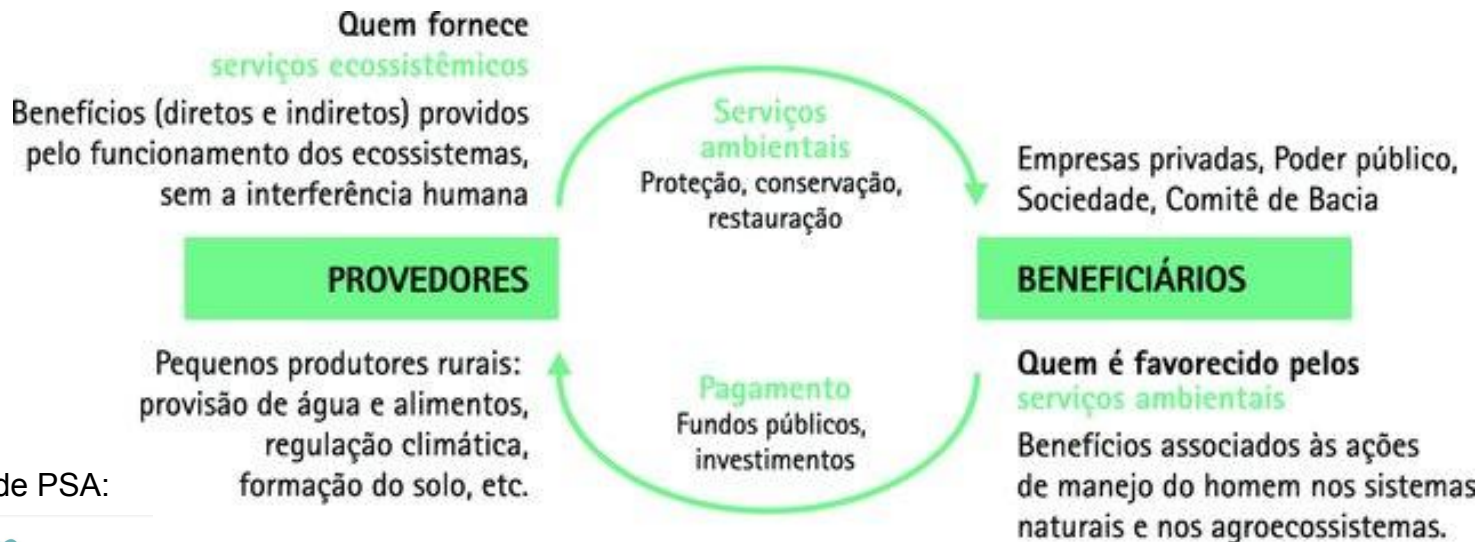 Quem fornece
serviços ecossistêmicos
Benefícios (diretos e indiretos) providos
pelo funcionamento dos ecossistemas,
sem a interferência humana
PROVEDORES
Pequenos produtores rurais:
provisão de água e alimentos,
regulação climática,
formação do solo, etc.
Serviços
ambientais
Proteção, conservação,
restauração
Pagamento
Fundos públicos,
investimentos
Empresas privadas, Poder público,
Sociedade, Comitê de Bacia
BENEFICIÁRIOS
Quem é favorecido pelos
serviços ambientais
Benefícios associados às ações
de manejo do homem nos sistemas
naturais e nos agroecossistemas.
de PSA: